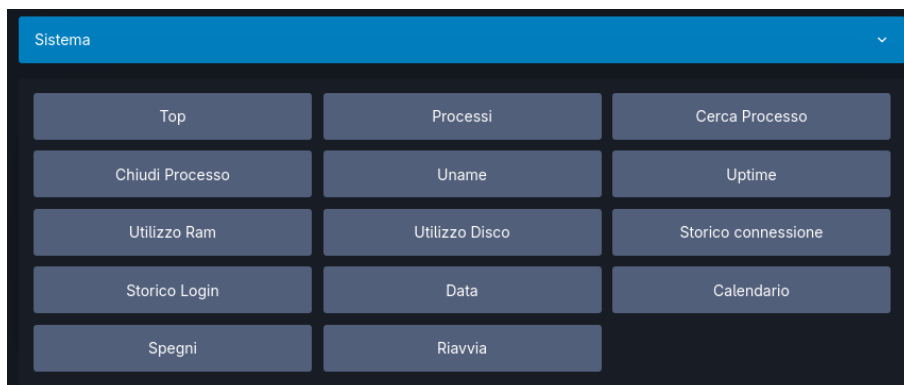 Sistema
Top
Processi
Cerca Processo
Chiudi Processo
Uname
Uptime
Utilizzo Ram
Utilizzo Disco
Storico connessione
Storico Login
Data
Calendario
Spegni
Riavvia